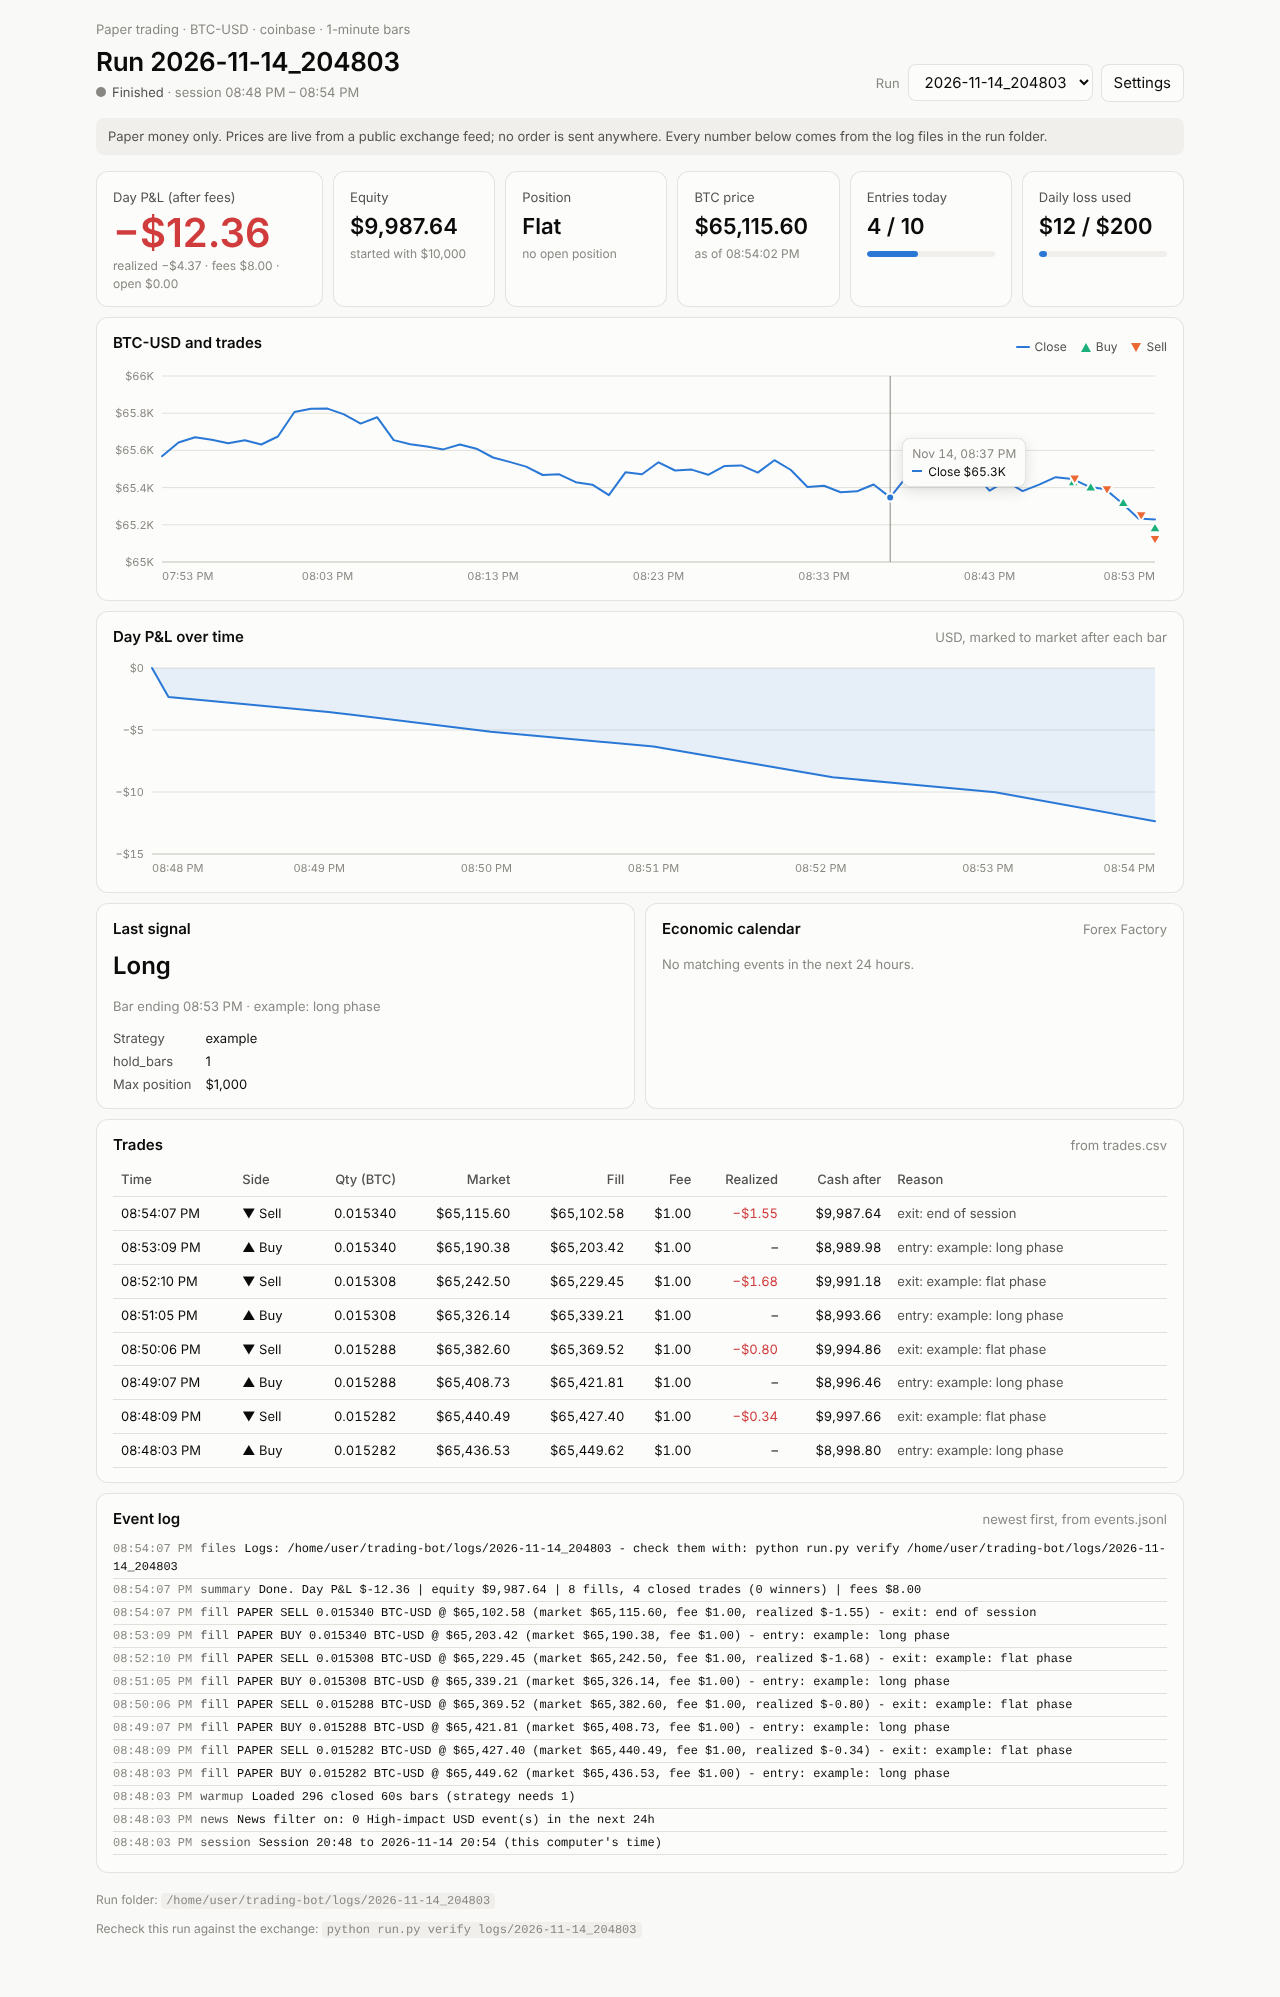 Paper trading · BTC-USD · coinbase · 1-minute bars
Run 2026-11-14_204803
Finished · session 08:48 PM – 08:54 PM
Run 2026-11-14_204803 Settings
Paper money only. Prices are live from a public exchange feed; no order is sent anywhere. Every number below comes from the log files in the run folder.
Day P&L (after fees)
−$12.36
realized −$4.37 · fees $8.00 ·
open $0.00
Equity
$9,987.64
started with $10,000
Position
Flat
no open position
BTC price
$65,115.60
as of 08:54:02 PM
Entries today
4 / 10
Daily loss used
$12 / $200
BTC-USD and trades
Close Buy Sell
$66K
$65.8K
$65.6K
$65.4K
$65.2K
$65K
Nov 14, 08:37 PM
Close $65.3K
07:53 PM 08:03 PM 08:13 PM 08:23 PM 08:33 PM 08:43 PM 08:53 PM
Day P&L over time
USD, marked to market after each bar
$0
−$5
−$10
−$15
08:48 PM 08:49 PM 08:50 PM 08:51 PM 08:52 PM 08:53 PM 08:54 PM
Last signal
Long
Bar ending 08:53 PM · example: long phase
Strategy example
hold_bars 1
Max position $1,000
Economic calendar
Forex Factory
No matching events in the next 24 hours.
Trades
from trades.csv
Time Side Qty (BTC) Market Fill Fee Realized Cash after Reason
08:54:07 PM ▼ Sell 0.015340 $65,115.60 $65,102.58 $1.00 −$1.55 $9,987.64 exit: end of session
08:53:09 PM ▲ Buy 0.015340 $65,190.38 $65,203.42 $1.00 – $8,989.98 entry: example: long phase
08:52:10 PM ▼ Sell 0.015308 $65,242.50 $65,229.45 $1.00 −$1.68 $9,991.18 exit: example: flat phase
08:51:05 PM ▲ Buy 0.015308 $65,326.14 $65,339.21 $1.00 – $8,993.66 entry: example: long phase
08:50:06 PM ▼ Sell 0.015288 $65,382.60 $65,369.52 $1.00 −$0.80 $9,994.86 exit: example: flat phase
08:49:07 PM ▲ Buy 0.015288 $65,408.73 $65,421.81 $1.00 – $8,996.46 entry: example: long phase
08:48:09 PM ▼ Sell 0.015282 $65,440.49 $65,427.40 $1.00 −$0.34 $9,997.66 exit: example: flat phase
08:48:03 PM ▲ Buy 0.015282 $65,436.53 $65,449.62 $1.00 – $8,998.80 entry: example: long phase
Event log
newest first, from events.jsonl
08:54:07 PM files Logs: /home/user/trading-bot/logs/2026-11-14_204803 - check them with: python run.py verify /home/user/trading-bot/logs/2026-11-
14_204803
08:54:07 PM summary Done. Day P&L $-12.36 | equity $9,987.64 | 8 fills, 4 closed trades (0 winners) | fees $8.00
08:54:07 PM fill PAPER SELL 0.015340 BTC-USD @ $65,102.58 (market $65,115.60, fee $1.00, realized $-1.55) - exit: end of session
08:53:09 PM fill PAPER BUY 0.015340 BTC-USD @ $65,203.42 (market $65,190.38, fee $1.00) - entry: example: long phase
08:52:10 PM fill PAPER SELL 0.015308 BTC-USD @ $65,229.45 (market $65,242.50, fee $1.00, realized $-1.68) - exit: example: flat phase
08:51:05 PM fill PAPER BUY 0.015308 BTC-USD @ $65,339.21 (market $65,326.14, fee $1.00) - entry: example: long phase
08:50:06 PM fill PAPER SELL 0.015288 BTC-USD @ $65,369.52 (market $65,382.60, fee $1.00, realized $-0.80) - exit: example: flat phase
08:49:07 PM fill PAPER BUY 0.015288 BTC-USD @ $65,421.81 (market $65,408.73, fee $1.00) - entry: example: long phase
08:48:09 PM fill PAPER SELL 0.015282 BTC-USD @ $65,427.40 (market $65,440.49, fee $1.00, realized $-0.34) - exit: example: flat phase
08:48:03 PM fill PAPER BUY 0.015282 BTC-USD @ $65,449.62 (market $65,436.53, fee $1.00) - entry: example: long phase
08:48:03 PM warmup Loaded 296 closed 60s bars (strategy needs 1)
08:48:03 PM news News filter on: 0 High-impact USD event(s) in the next 24h
08:48:03 PM session Session 20:48 to 2026-11-14 20:54 (this computer's time)
Run folder: /home/user/trading-bot/logs/2026-11-14_204803
Recheck this run against the exchange: python run.py verify logs/2026-11-14_204803